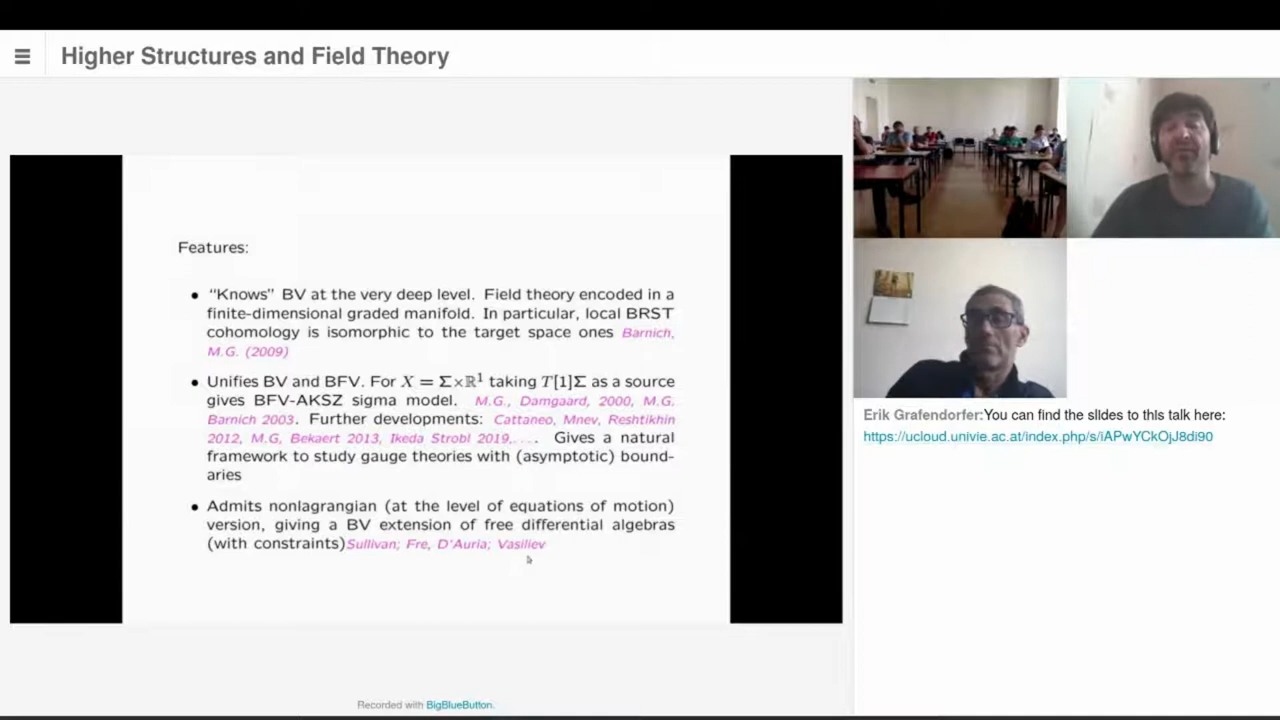 Higher Structures and Field Theory
Features:
• "Knows" BV at the very deep level. Field theory encoded in a
finite-dimensional graded manifold. In particular, local BRST
cohomology is isomorphic to the target space ones Barnich,
M.G. (2009)
• Unifies BV and BFV. For X = Σ×ℝ¹ taking T[1]Σ as a source
gives BFV-AKSZ sigma model. M.G., Damgaard, 2000, M.G.
Barnich 2003. Further developments: Cattaneo, Mnev, Reshtikhin
2012, M.G, Bekaert 2013, Ikeda Strobl 2019,.... Gives a natural
framework to study gauge theories with (asymptotic) bound-
aries
• Admits nonlagrangian (at the level of equations of motion)
version, giving a BV extension of free differential algebras
(with constraints)Sullivan; Fre, D'Auria; Vasiliev
Erik Grafendorfer:You can find the slldes to this talk here:
https://ucloud.univie.ac.at/index.php/s/iAPwYCkOjJ8di90
Recorded with BigBlueButton.